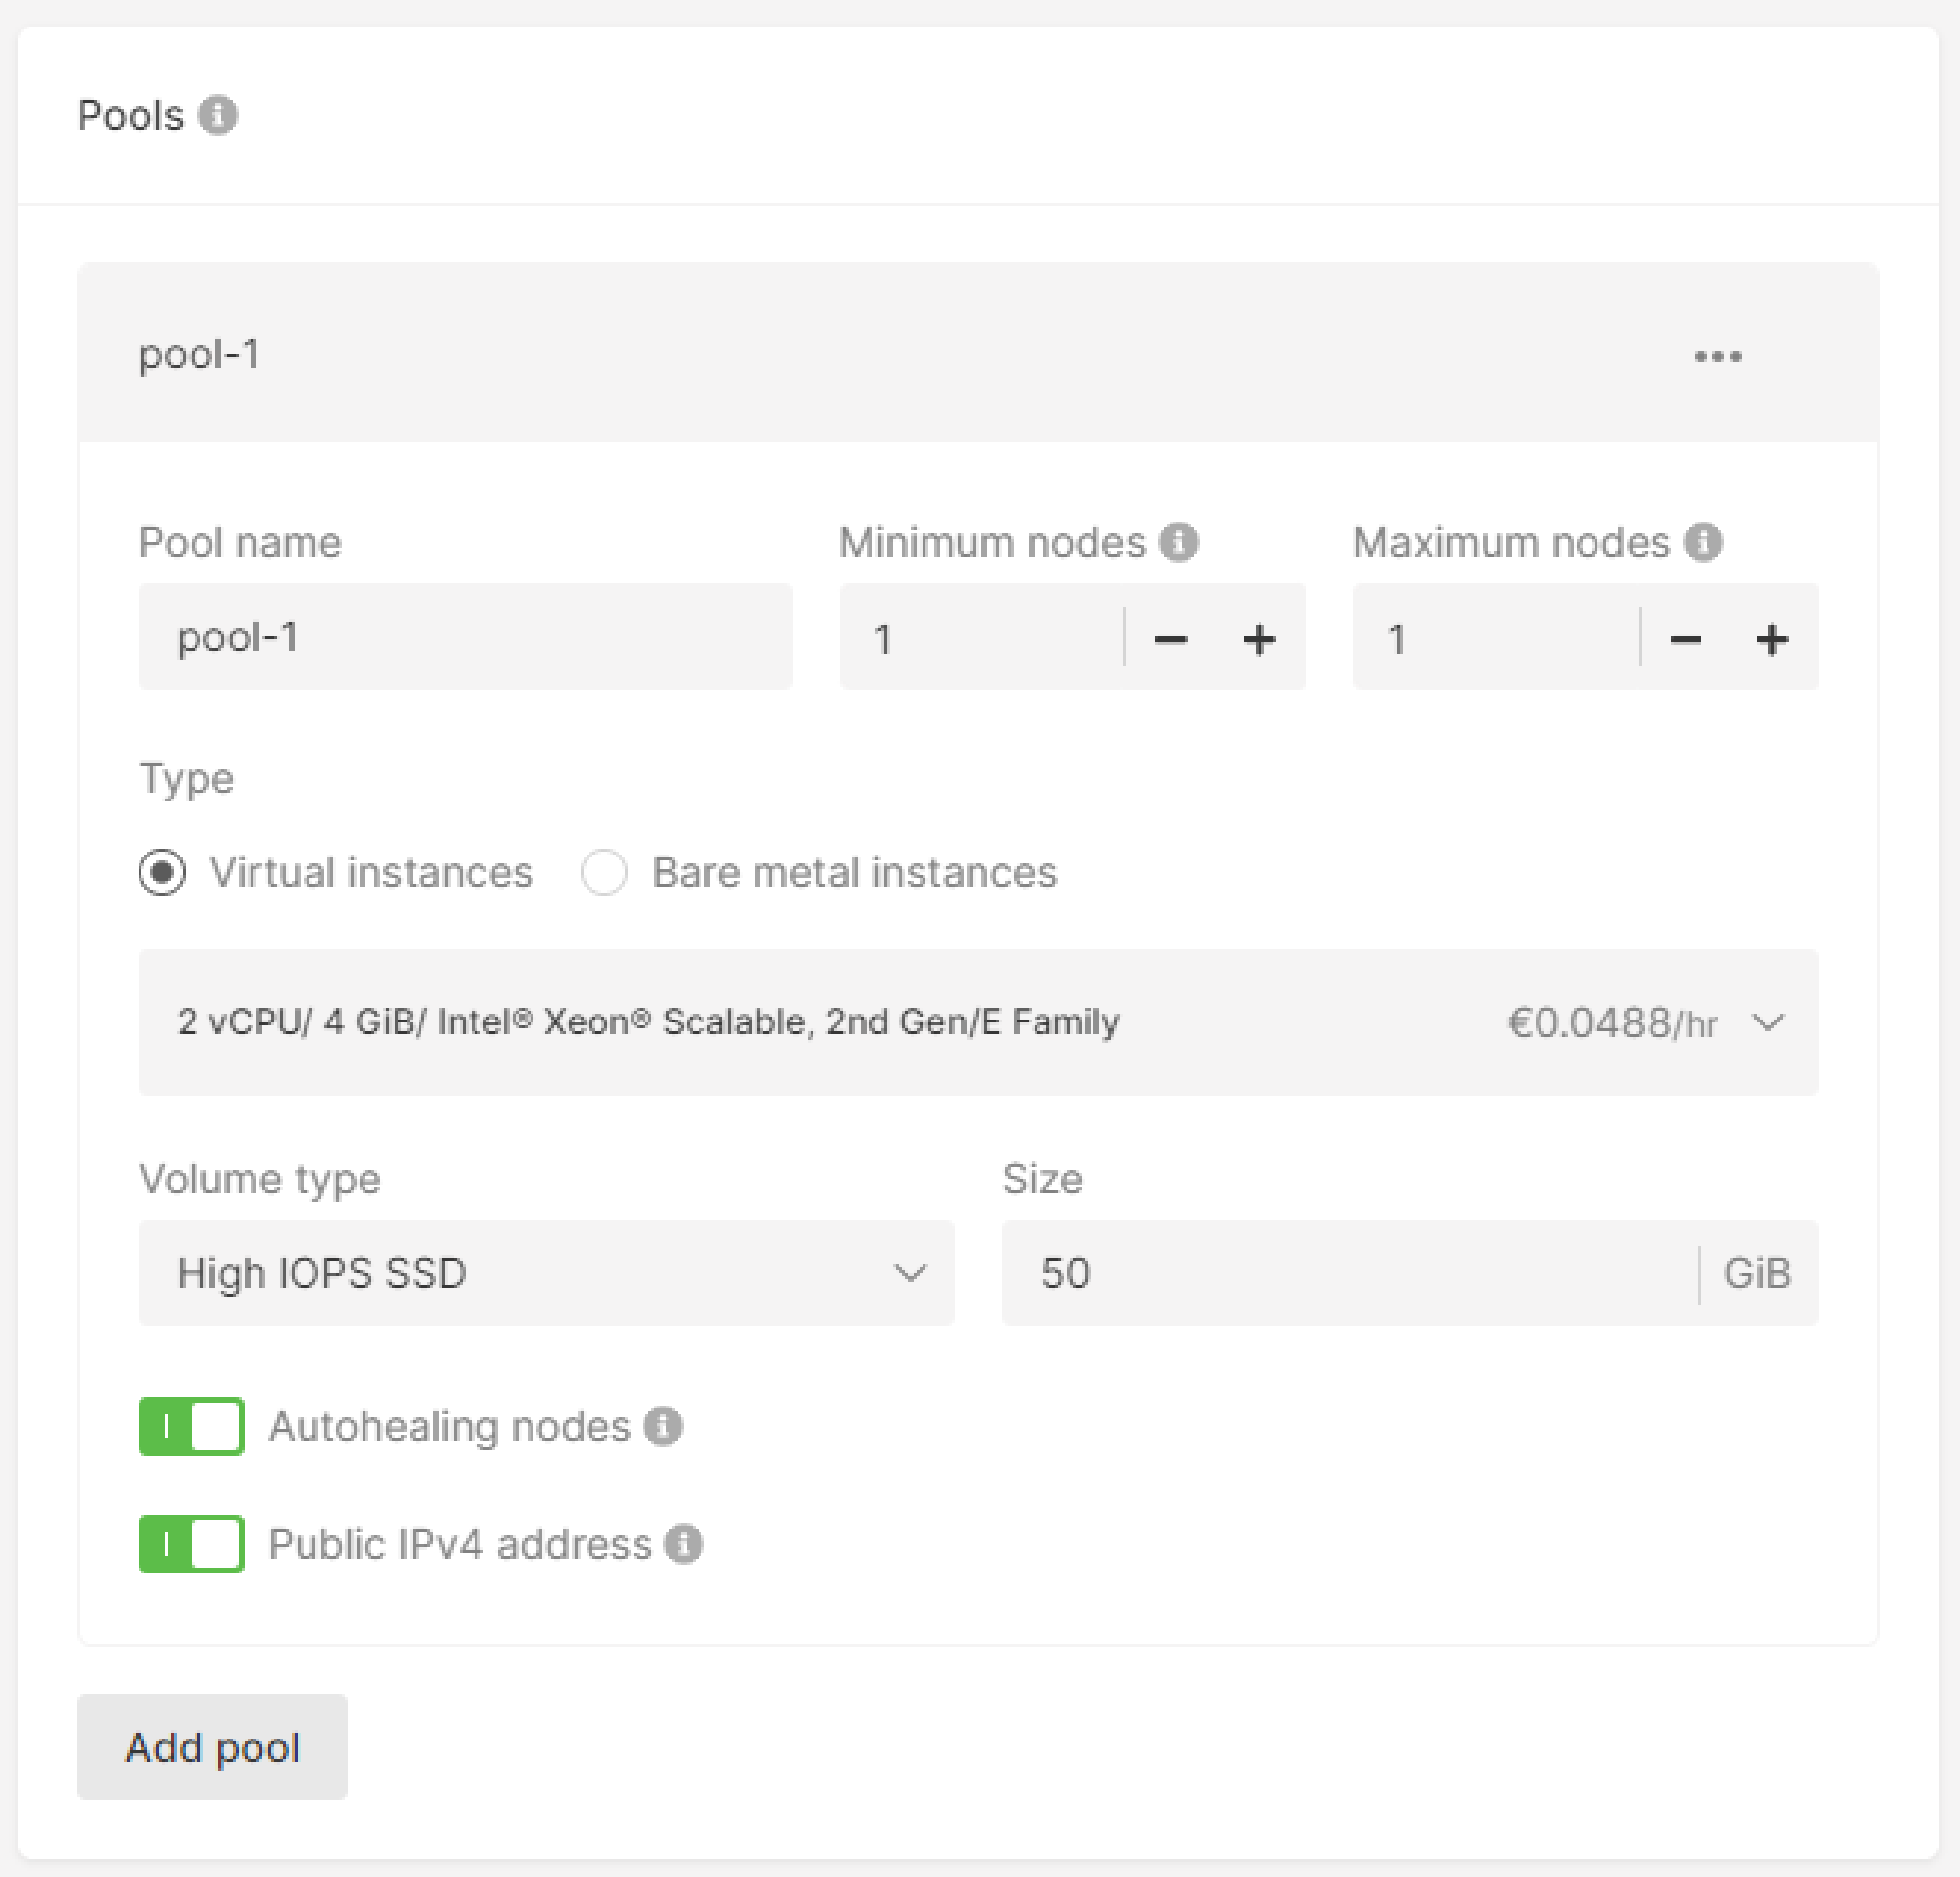 Pools
pool-1
Pool name Minimum nodes Maximum nodes
pool-1 1 1
Type
Virtual instances Bare metal instances
2 vCPU/ 4 GiB/ Intel® Xeon® Scalable, 2nd Gen/E Family €0.0488/hr
Volume type Size
High IOPS SSD 50 GiB
Autohealing nodes
Public IPv4 address
Add pool